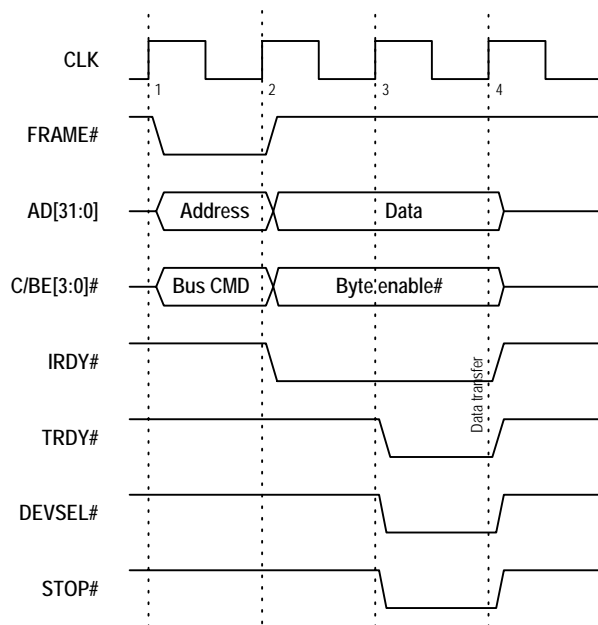 CLK
1 2 3 4
FRAME#
AD[31:0] Address Data
C/BE[3:0]# Bus CMD Byte enable#
IRDY#
Data transfer
TRDY#
DEVSEL#
STOP#